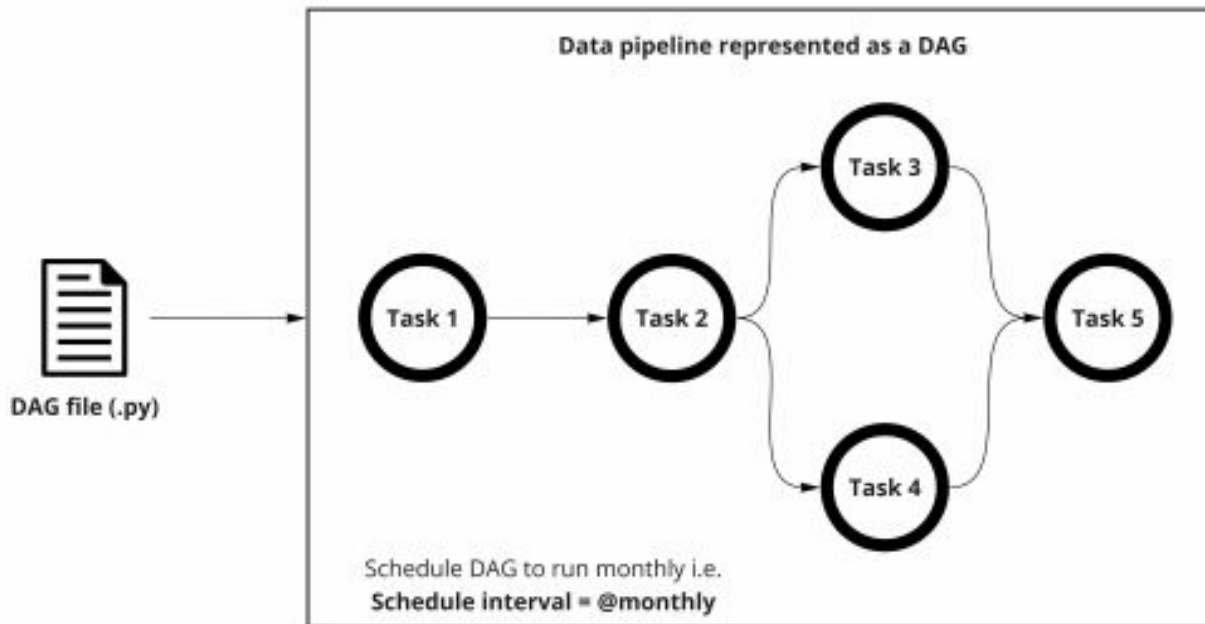 Data pipeline represented as a DAG
Task 3
Task 1
Task 2
Task 5
DAG file (.py)
Task 4
Schedule DAG to run monthly i.e.
Schedule interval = @monthly